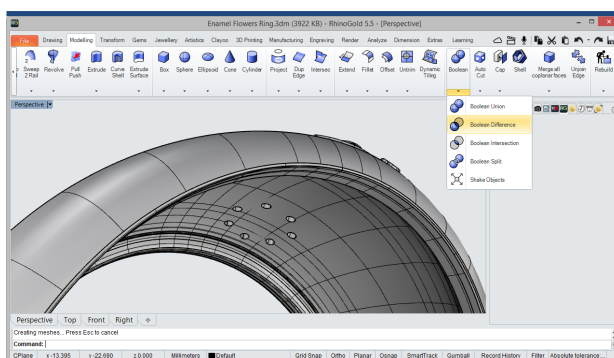 Enamel Flowers Ring.3dm (3922 KB) - RhinoGold 5.5 - [Perspective]
File Drawing Modelling Transform Gems Jewellery Artistics Clayoo 3D Printing Manufacturing Engraving Render Analyze Dimension Extras Learning
Sweep 2 Rail Revolve Pull Push Extrude Curve Shell Extrude Surface Box Sphere Ellipsoid Cone Cylinder Project Dup Edge Intersec Extend Fillet Offset Untrim Dynamic Tiling Boolean Auto Cut Cap Shell Merge all coplanar faces Unjoin Edge Rebuild
Perspective
Boolean Union
Boolean Difference
Boolean Intersection
Boolean Split
Shake Objects
Perspective Top Front Right
Creating meshes... Press Esc to cancel
Command:
CPlane x -13.395 y -22.690 z 0.000 Millimeters Default Grid Snap Ortho Planar Osnap SmartTrack Gumball Record History Filter Absolute tolerance: